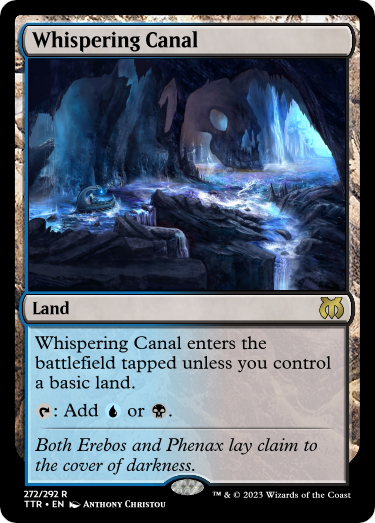 Whispering Canal
Land
Whispering Canal enters the
battlefield tapped unless you control
a basic land.
: Add or .
Both Erebos and Phenax lay claim to
the cover of darkness.
272/292 R
TTR • EN Anthony Christou
™ & © 2023 Wizards of the Coast